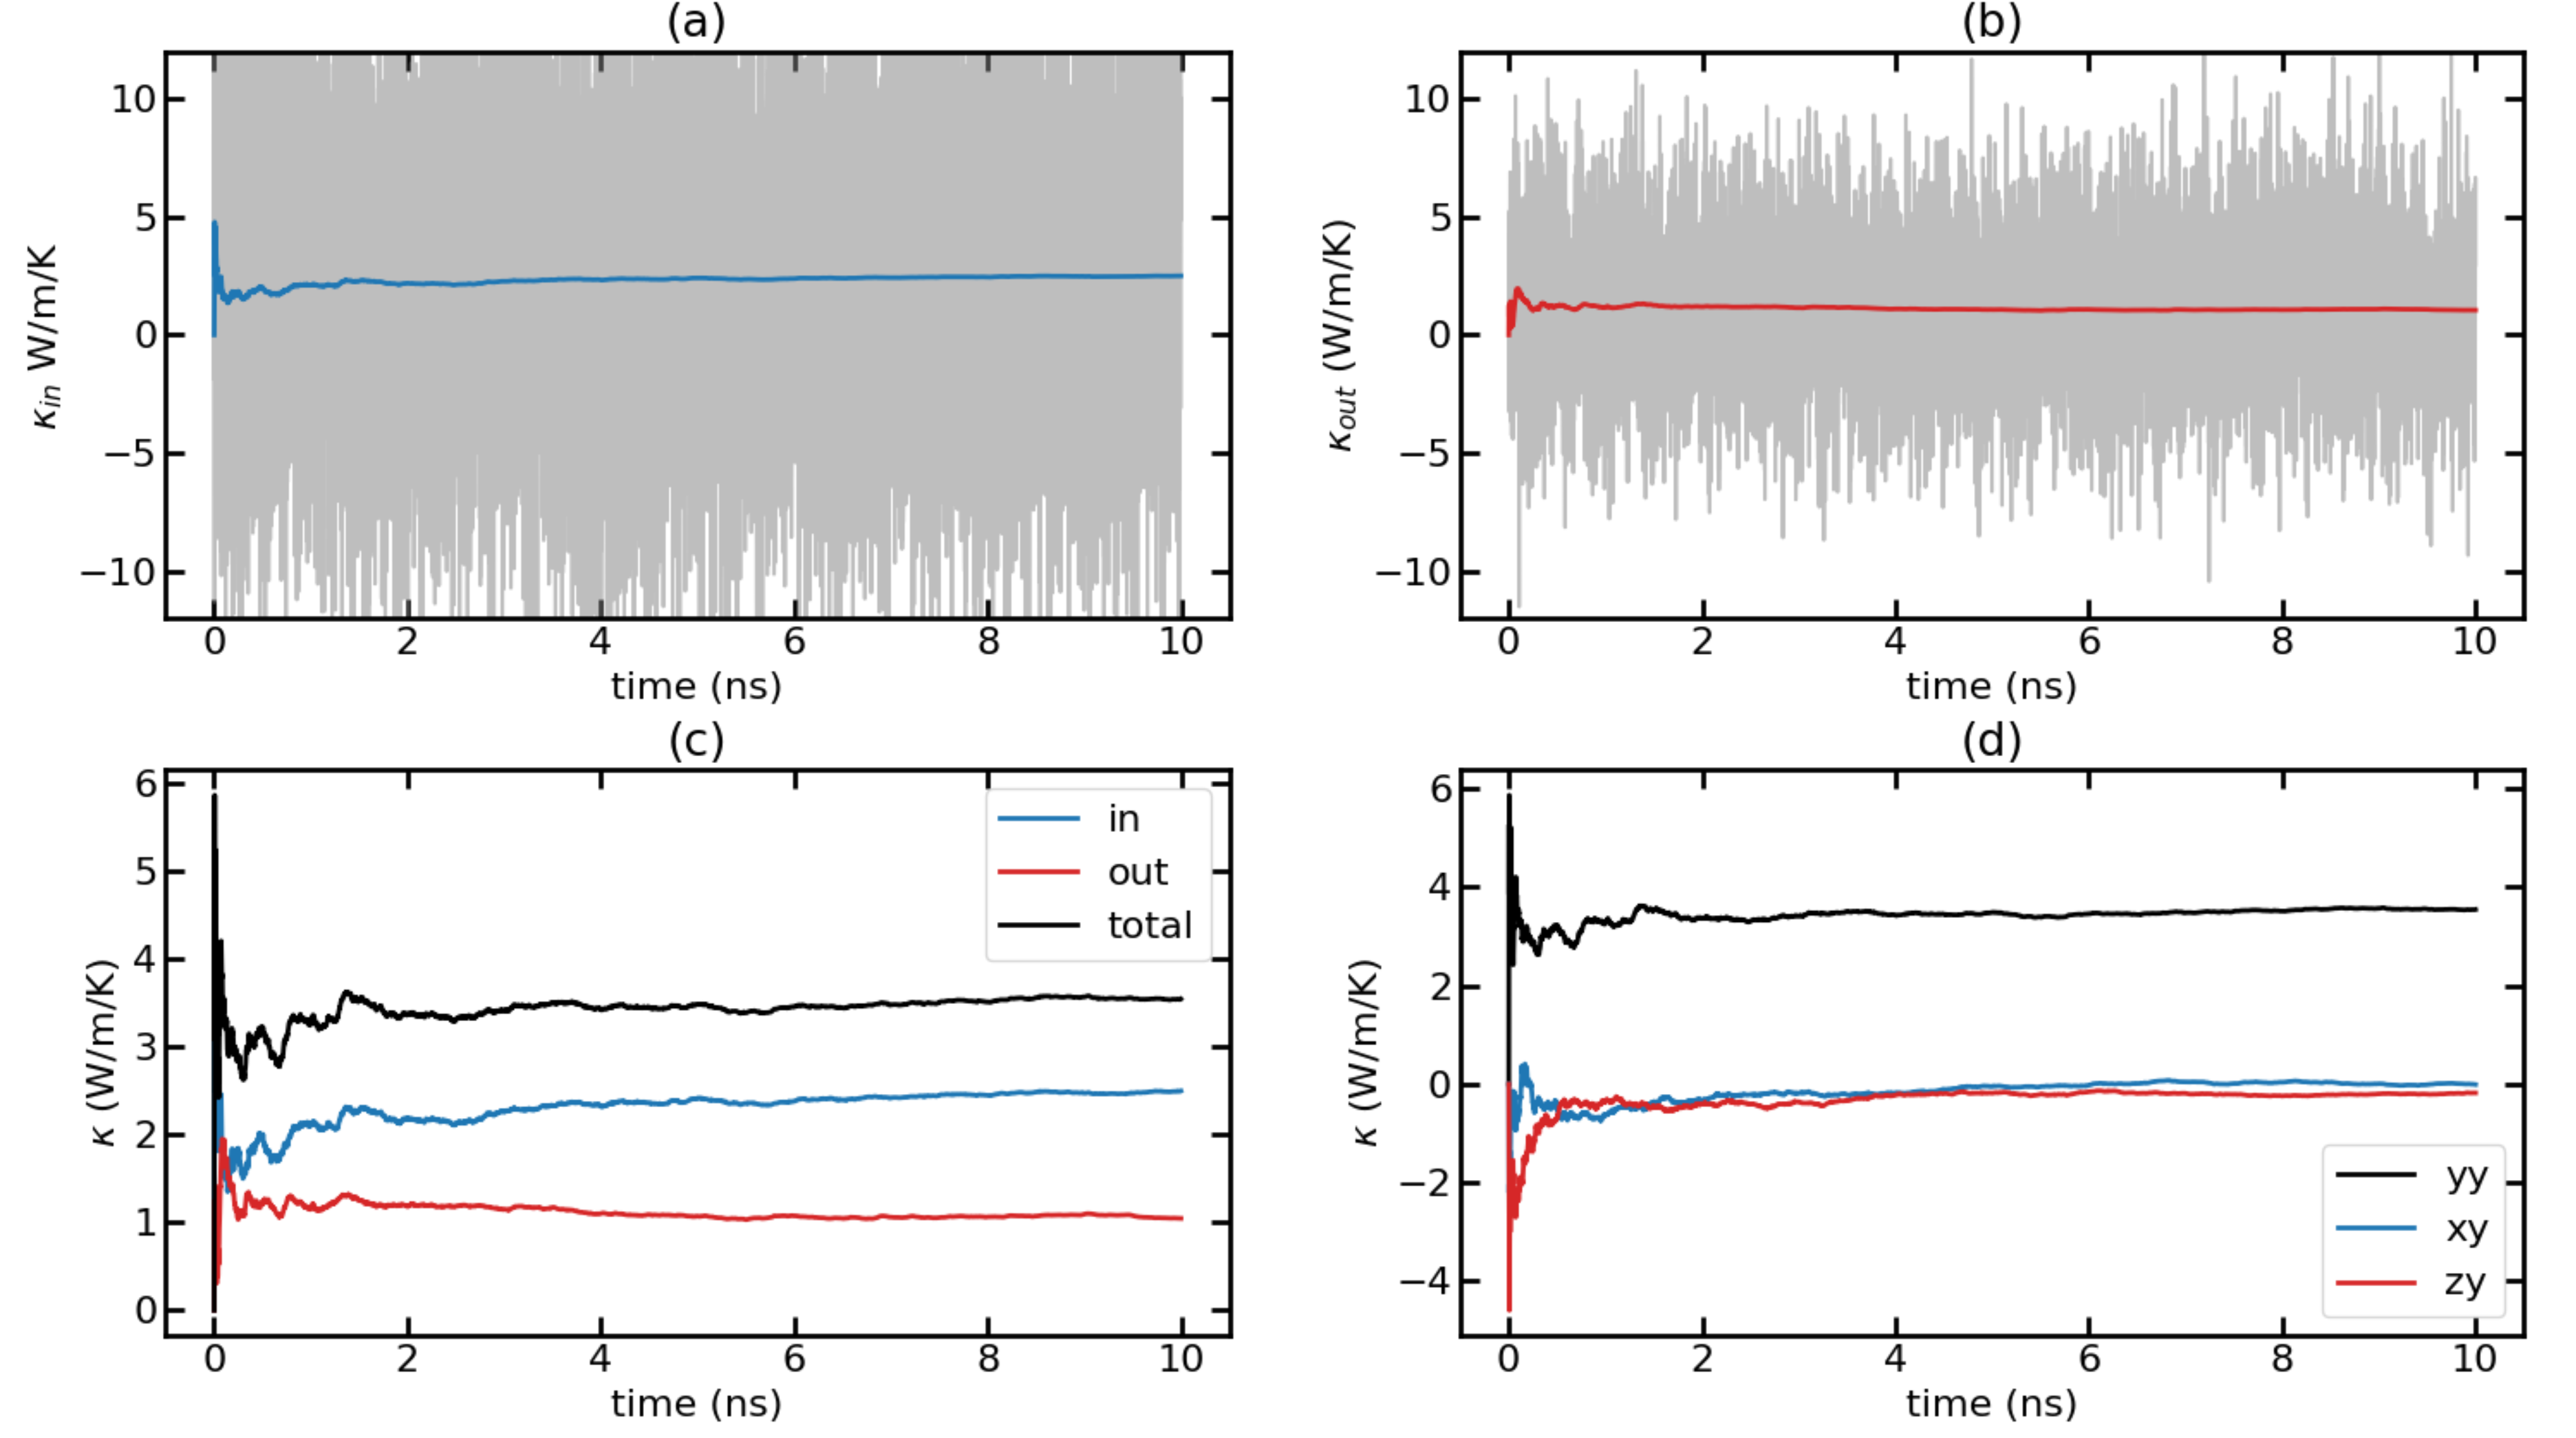 (a)
10
5
0
−5
−10
κin W/m/K
0 2 4 6 8 10
time (ns)
(b)
10
5
0
−5
−10
κout (W/m/K)
0 2 4 6 8 10
time (ns)
(c)
6
5
4
3
2
1
0
κ (W/m/K)
in
out
total
0 2 4 6 8 10
time (ns)
(d)
6
4
2
0
−2
−4
κ (W/m/K)
yy
xy
zy
0 2 4 6 8 10
time (ns)